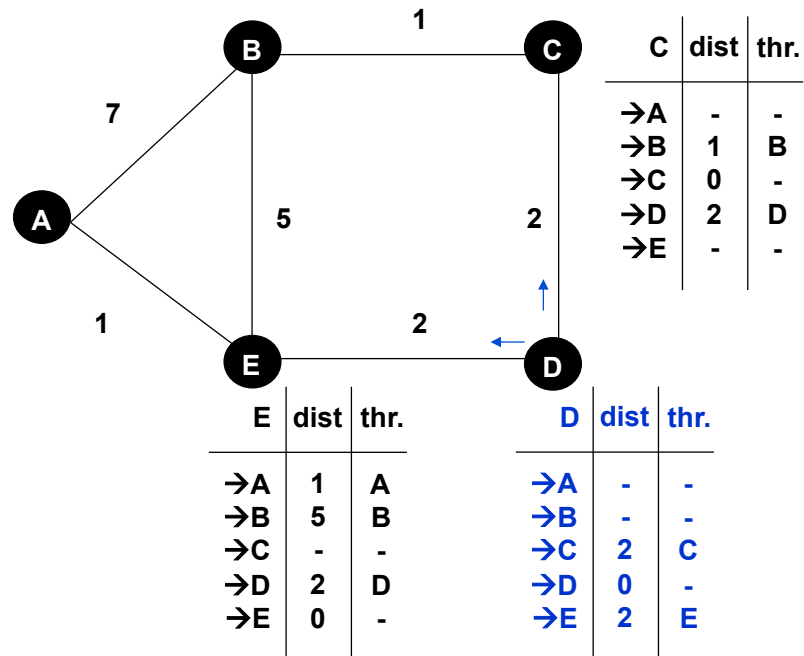 1
B
C
7
A
5
2
1
2
E
D
C dist thr.
→A - -
→B 1 B
→C 0 -
→D 2 D
→E - -
E dist thr.
→A 1 A
→B 5 B
→C - -
→D 2 D
→E 0 -
D dist thr.
→A - -
→B - -
→C 2 C
→D 0 -
→E 2 E